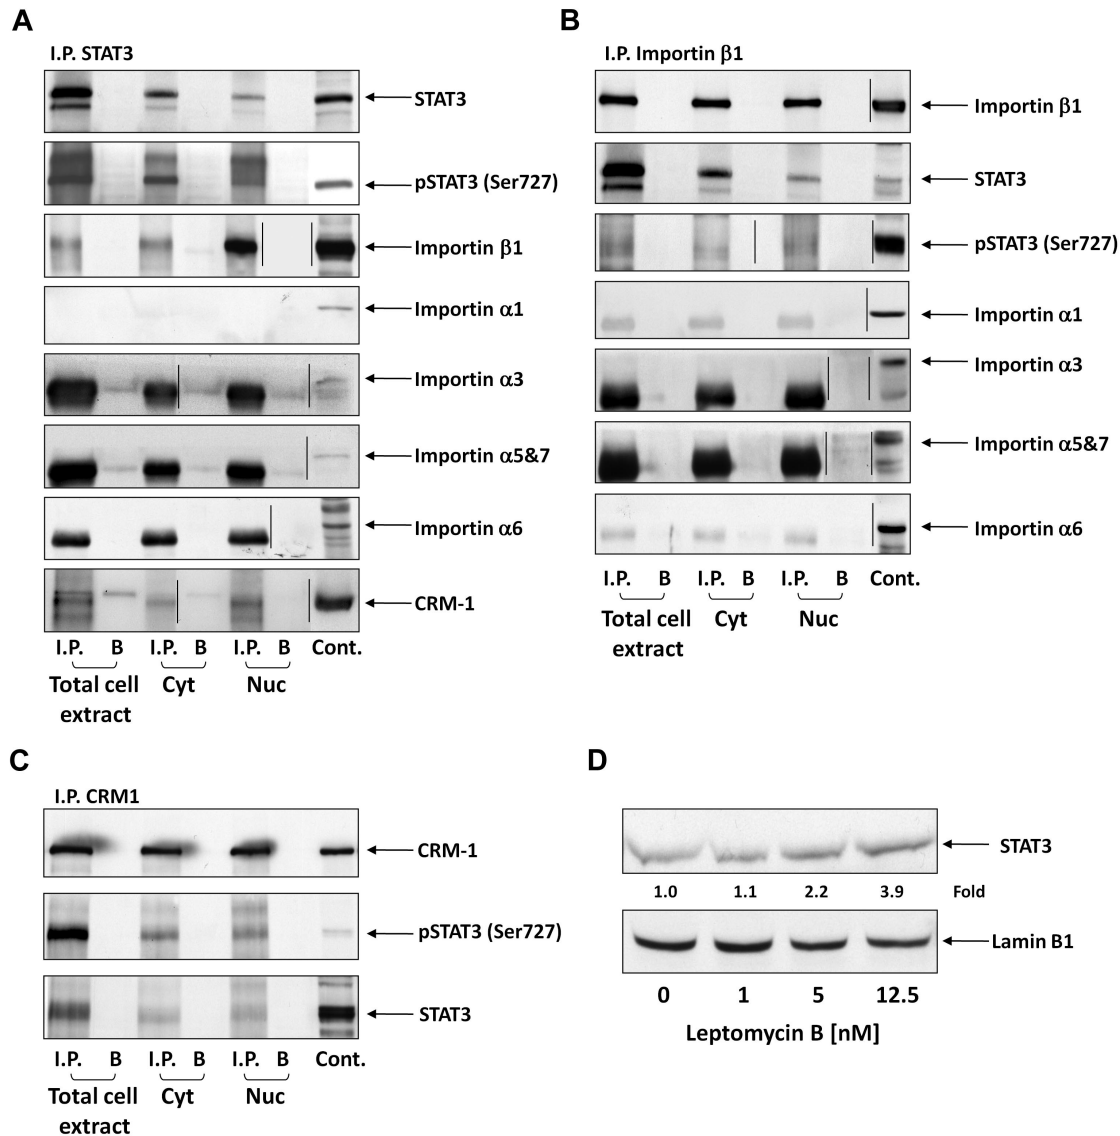 A
I.P. STAT3
STAT3
pSTAT3 (Ser727)
Importin β1
Importin α1
Importin α3
Importin α5&7
Importin α6
CRM-1
I.P. B I.P. B I.P. B Cont.
Total cell extract Cyt Nuc
B
I.P. Importin β1
Importin β1
STAT3
pSTAT3 (Ser727)
Importin α1
Importin α3
Importin α5&7
Importin α6
I.P. B I.P. B I.P. B Cont.
Total cell extract Cyt Nuc
C
I.P. CRM1
CRM-1
pSTAT3 (Ser727)
STAT3
I.P. B I.P. B I.P. B Cont.
Total cell extract Cyt Nuc
D
STAT3
1.0 1.1 2.2 3.9 Fold
Lamin B1
0 1 5 12.5
Leptomycin B [nM]